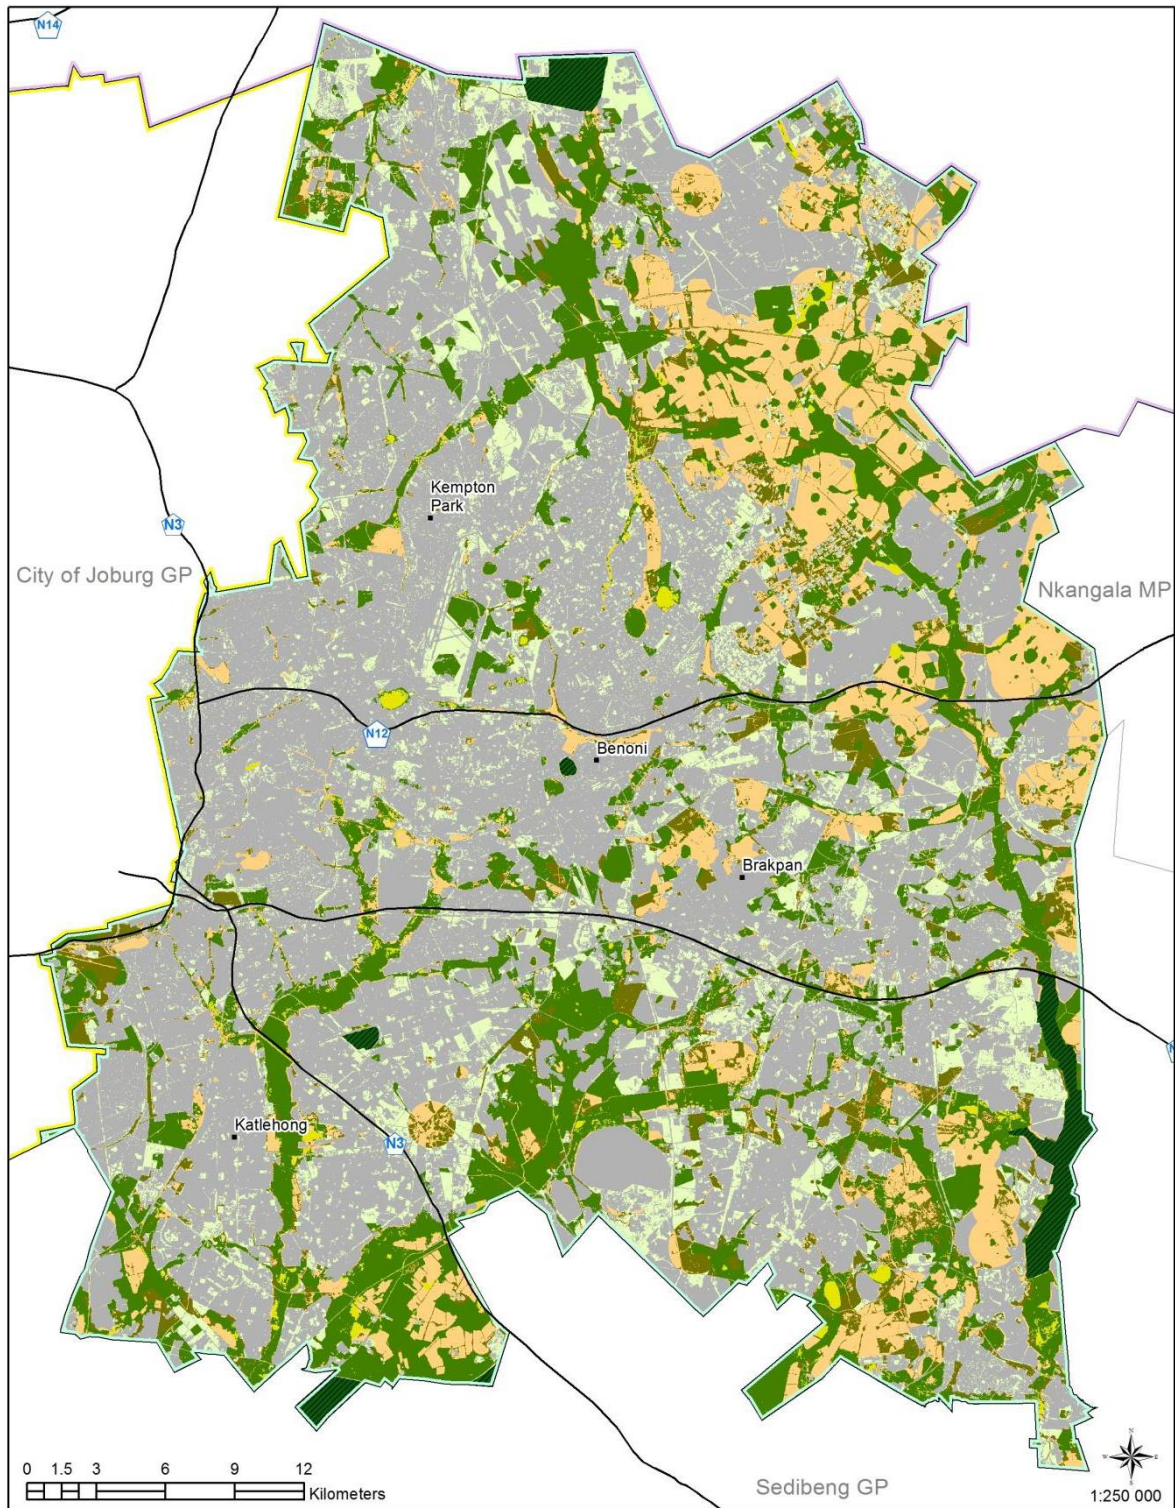 N14
Kempton
Park
N3
City of Joburg GP
Nkangala MP
N12
Benoni
Brakpan
Katlehong
N3
0 1.5 3 6 9 12
Kilometers
Sedibeng GP
N
W E
S
1:250 000